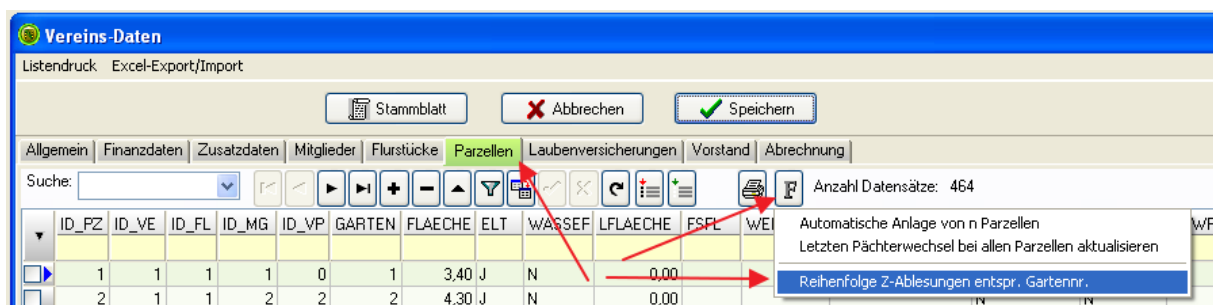 Vereins-Daten
Listendruck Excel-Export/Import
Stammblatt Abbrechen Speichern
Allgemein Finanzdaten Zusatzdaten Mitglieder Flurstücke Parzellen Laubenversicherungen Vorstand Abrechnung
Suche: F Anzahl Datensätze: 464
ID_PZ ID_VE ID_FL ID_MG ID_VP GARTEN FLAECHE ELT WASSEF LFLAECHE
Automatische Anlage von n Parzellen
Letzten Pächterwechsel bei allen Parzellen aktualisieren
Reihenfolge Z-Ablesungen entspr. Gartennr.
1 1 1 1 0 1 3,40 J N 0,00
2 1 1 2 2 2 4,30 J N 0,00 N N